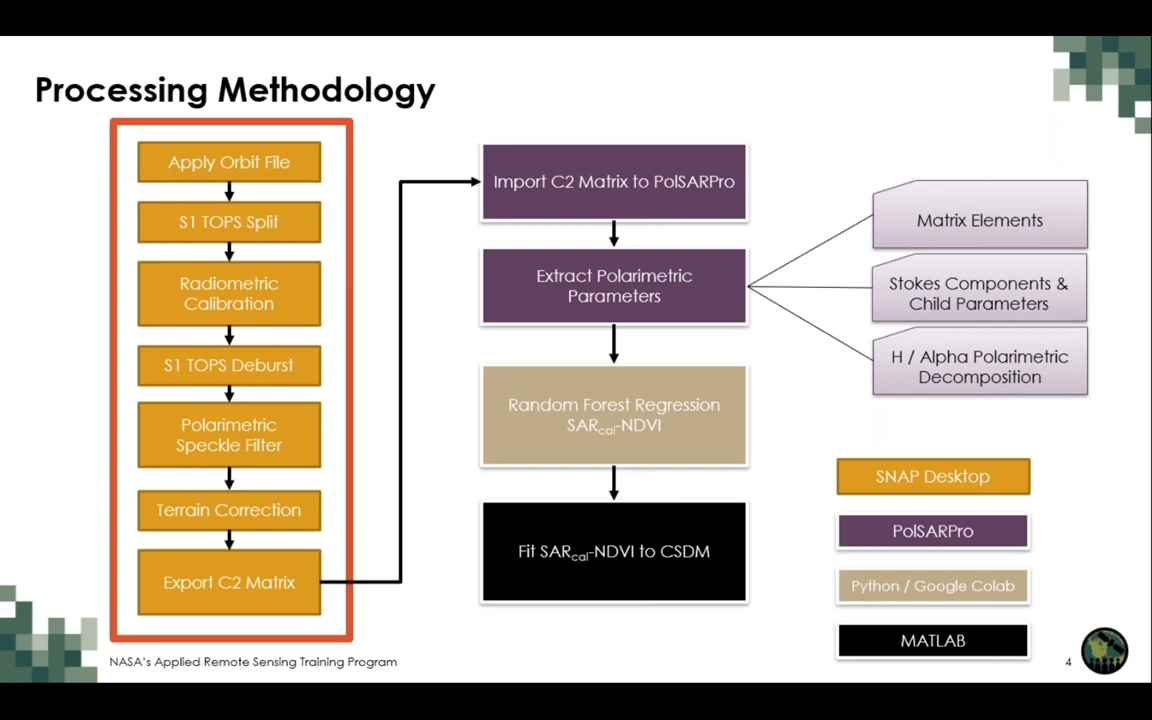 Processing Methodology
Apply Orbit File
S1 TOPS Split
Radiometric
Calibration
S1 TOPS Deburst
Polarimetric
Speckle Filter
Terrain Correction
Export C2 Matrix
Import C2 Matrix to PolSARPro
Extract Polarimetric
Parameters
Random Forest Regression
SARcal-NDVI
Fit SARcal-NDVI to CSDM
Matrix Elements
Stokes Components &
Child Parameters
H / Alpha Polarimetric
Decomposition
SNAP Desktop
PolSARPro
Python / Google Colab
MATLAB
NASA's Applied Remote Sensing Training Program
4